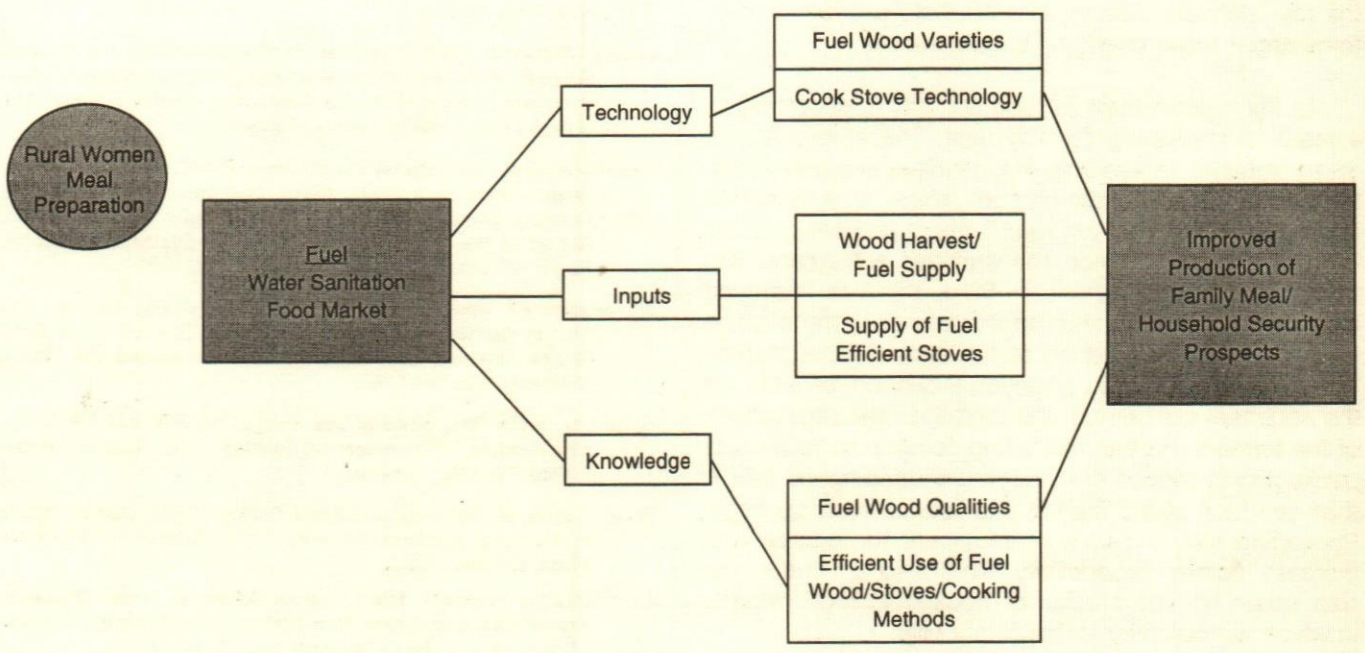 Rural Women
Meal
Preparation
Fuel
Water Sanitation
Food Market
Technology
Inputs
Knowledge
Fuel Wood Varieties
Cook Stove Technology
Wood Harvest/
Fuel Supply
Supply of Fuel
Efficient Stoves
Fuel Wood Qualities
Efficient Use of Fuel
Wood/Stoves/Cooking
Methods
Improved
Production of
Family Meal/
Household Security
Prospects